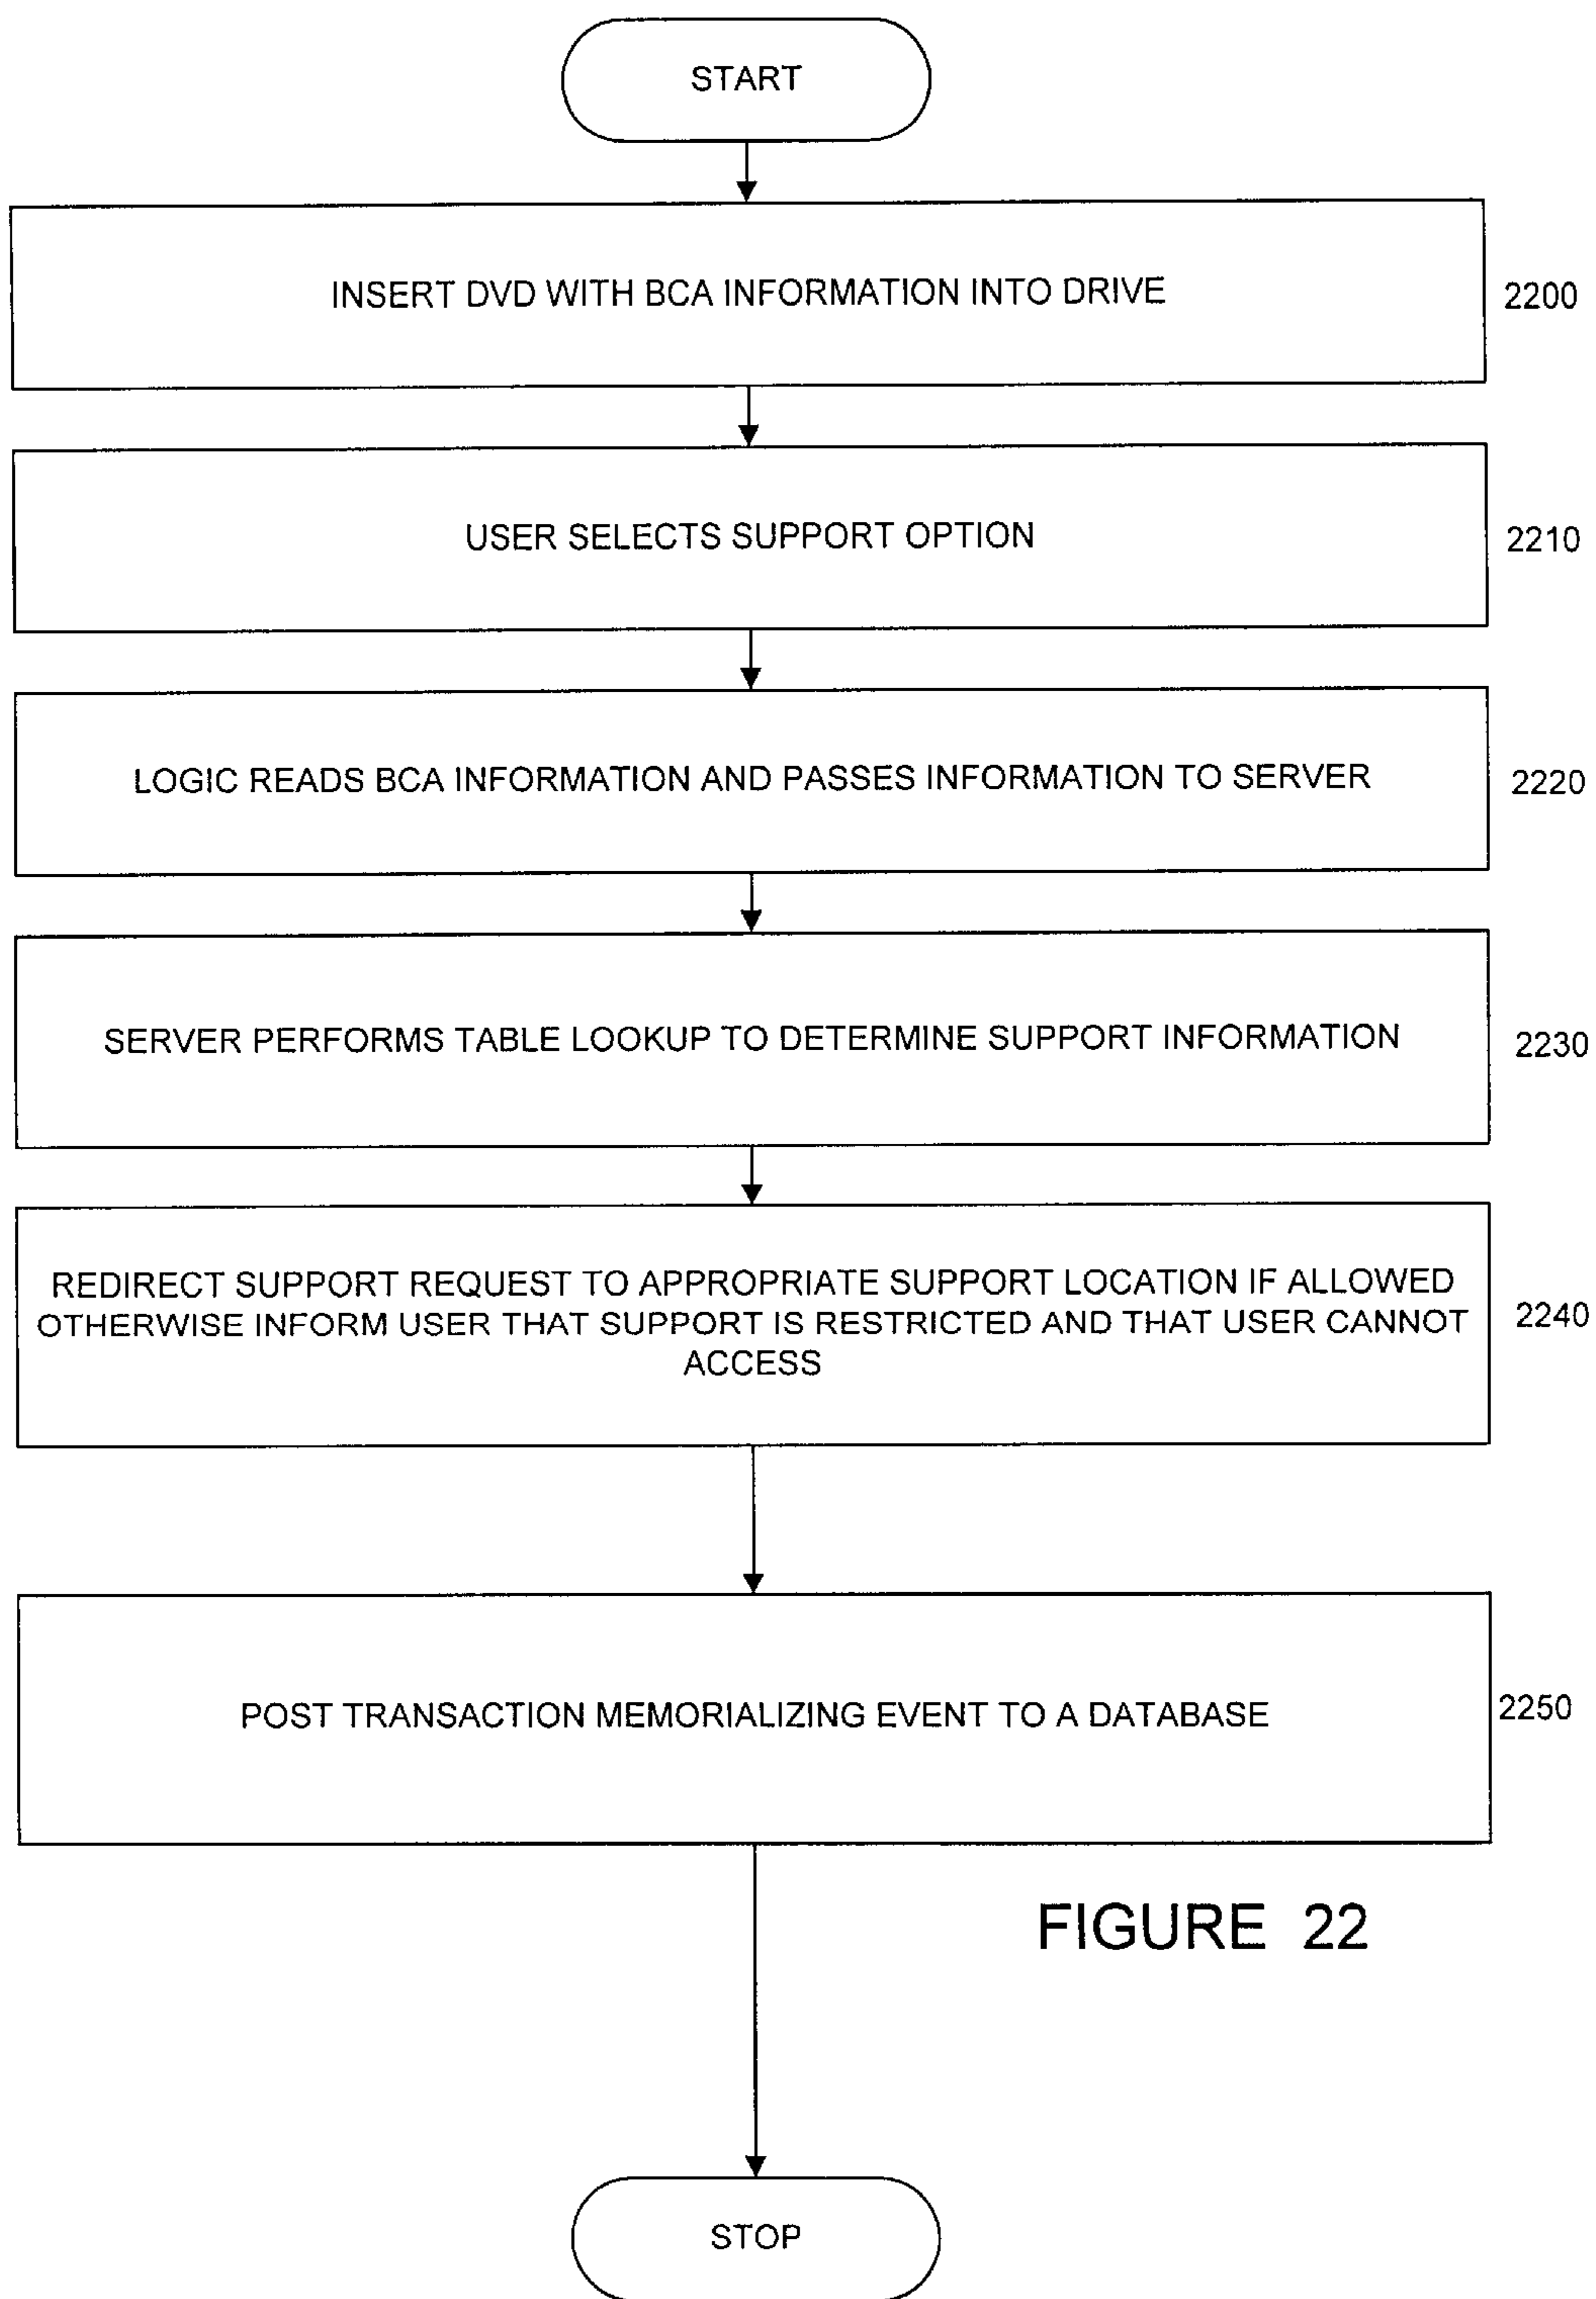 START
INSERT DVD WITH BCA INFORMATION INTO DRIVE
2200
USER SELECTS SUPPORT OPTION
2210
LOGIC READS BCA INFORMATION AND PASSES INFORMATION TO SERVER
2220
SERVER PERFORMS TABLE LOOKUP TO DETERMINE SUPPORT INFORMATION
2230
REDIRECT SUPPORT REQUEST TO APPROPRIATE SUPPORT LOCATION IF ALLOWED
OTHERWISE INFORM USER THAT SUPPORT IS RESTRICTED AND THAT USER CANNOT
ACCESS
2240
POST TRANSACTION MEMORIALIZING EVENT TO A DATABASE
2250
FIGURE 22
STOP